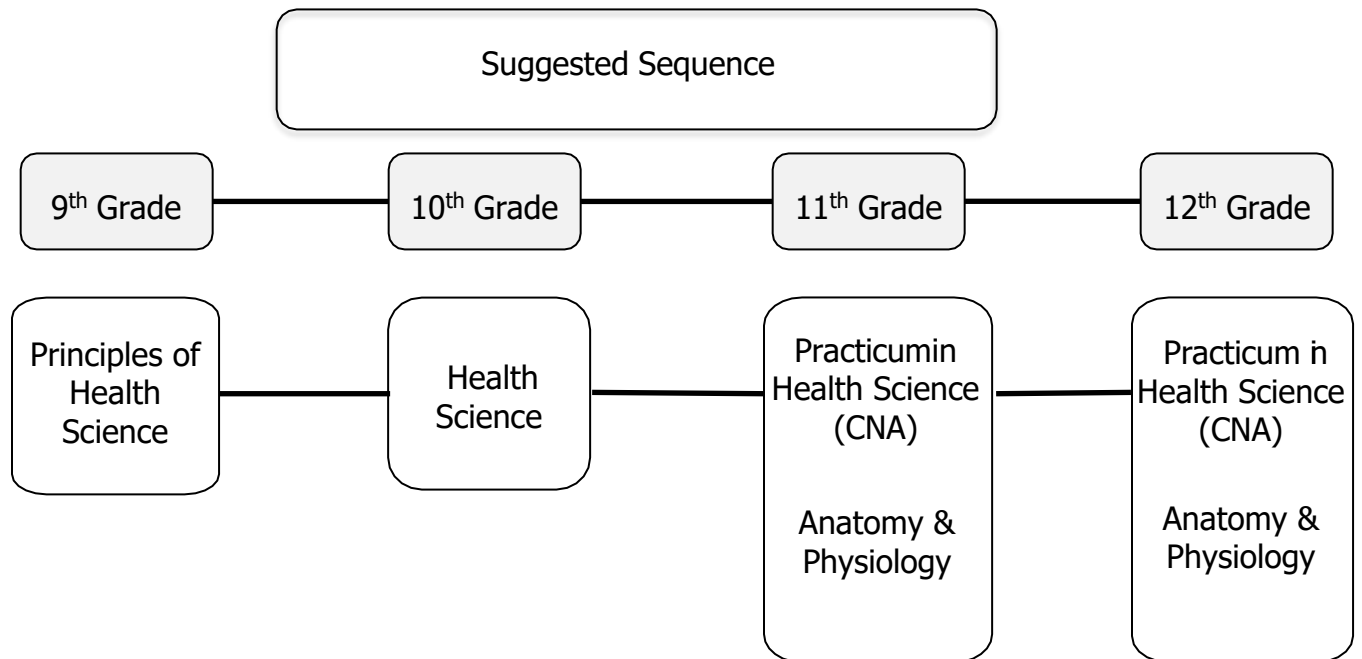 Suggested Sequence
9th Grade
10th Grade
11th Grade
12th Grade
Principles of
Health
Science
Health
Science
Practicumin
Health Science
(CNA)
Anatomy &
Physiology
Practicum in
Health Science
(CNA)
Anatomy &
Physiology